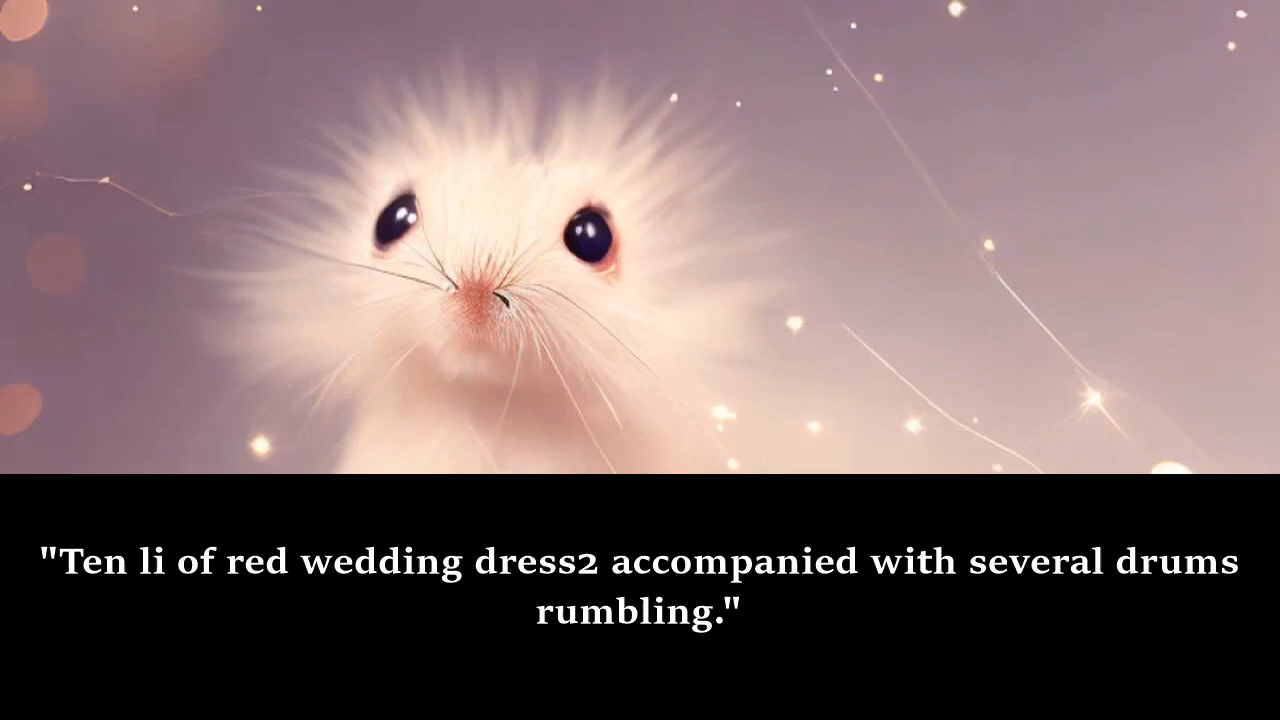 "Ten li of red wedding dress2 accompanied with several drums
rumbling."